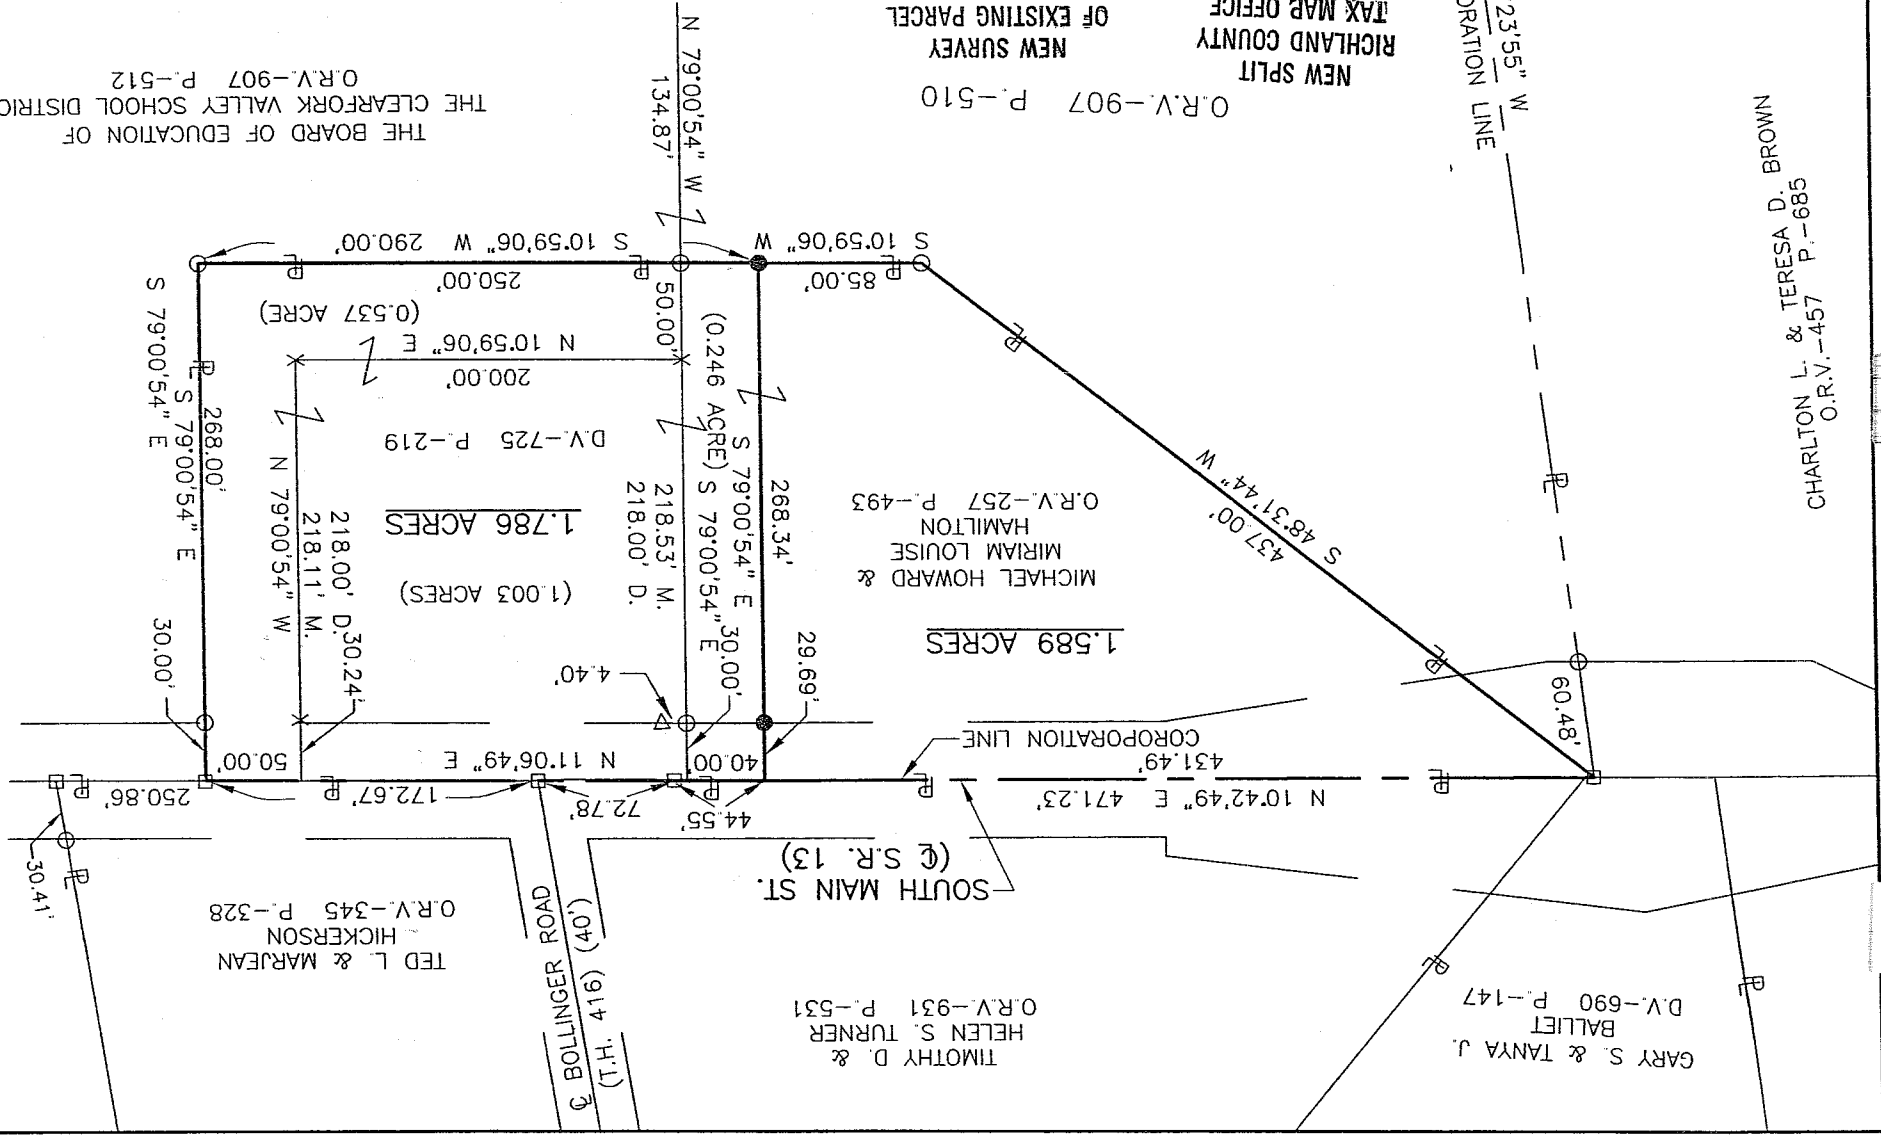 GARY S. & TANYA J.
BALLIET
D.V.-690 P.-147
TIMOTHY D. &
HELEN S. TURNER
O.R.V.-931 P.-531
℄ BOLLINGER ROAD
(T.H. 416) (40')
TED L. & MARJEAN
HICKERSON
O.R.V.-345 P.-328
30.41'
SOUTH MAIN ST.
(℄ S.R. 13)
N 10°42'49" E 471.23'
431.49'
COROPORATION LINE
44.55'
72.78'
172.67'
250.86'
40.00'
N 11°06'49" E
50.00'
60.48'
29.69'
30.00'
4.40'
30.24'
30.00'
1.589 ACRES
MICHAEL HOWARD &
MIRIAM LOUISE
HAMILTON
O.R.V.-257 P.-493
S 48°31'44" W
437.00'
268.34'
S 79°00'54" E
(0.246 ACRE)
S 79°00'54" E
218.53' M.
218.00' D.
(1.003 ACRES)
1.786 ACRES
D.V.-725 P.-219
218.00' D.
218.11' M.
N 79°00'54" W
200.00'
N 10°59'06" E
(0.537 ACRE)
268.00'
S 79°00'54" E
S 79°00'54" E
50.00'
85.00'
S 10°59'06" W
250.00'
S 10°59'06" W 290.00'
N 79°00'54" W
134.87'
CHARLTON L. & TERESA D. BROWN
O.R.V.-457 P.-685
23'55" W
ORATION LINE
O.R.V.-907 P.-510
NEW SPLIT
RICHLAND COUNTY
TAX MAP OFFICE
NEW SURVEY
OF EXISTING PARCEL
THE BOARD OF EDUCATION OF
THE CLEARFORK VALLEY SCHOOL DISTRIC
O.R.V.-907 P.-512